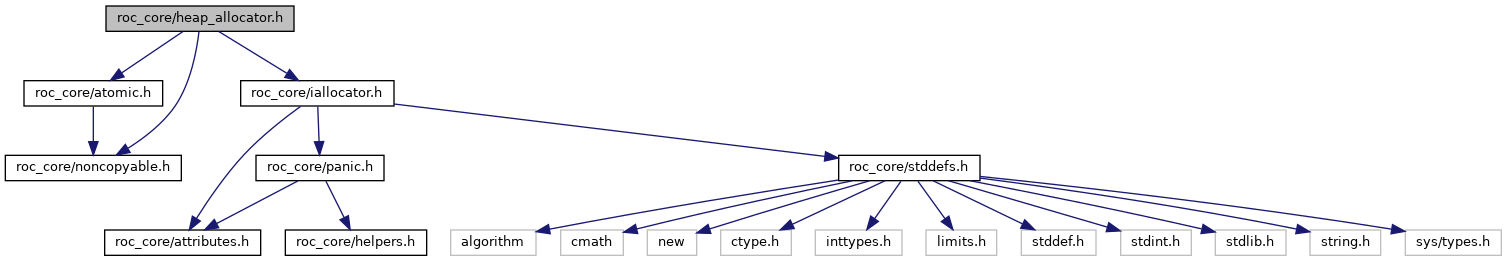 roc_core/heap_allocator.h
roc_core/atomic.h
roc_core/iallocator.h
roc_core/noncopyable.h
roc_core/panic.h
roc_core/stddefs.h
roc_core/attributes.h
roc_core/helpers.h
algorithm
cmath
new
ctype.h
inttypes.h
limits.h
stddef.h
stdint.h
stdlib.h
string.h
sys/types.h